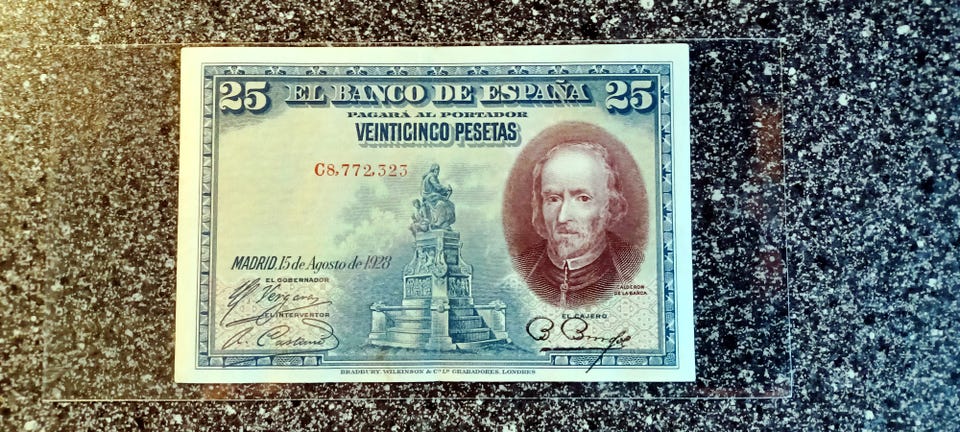 25 EL BANCO DE ESPAÑA 25
PAGARÁ AL PORTADOR
VEINTICINCO PESETAS
C8,772,323
MADRID, 15 de Agosto de 1928
EL GOBERNADOR
Vergara
EL INTERVENTOR
CALDERON
DE LA BARCA
EL CAJERO
BRADBURY, WILKINSON & Cº Lº GRABADORES, LONDRES